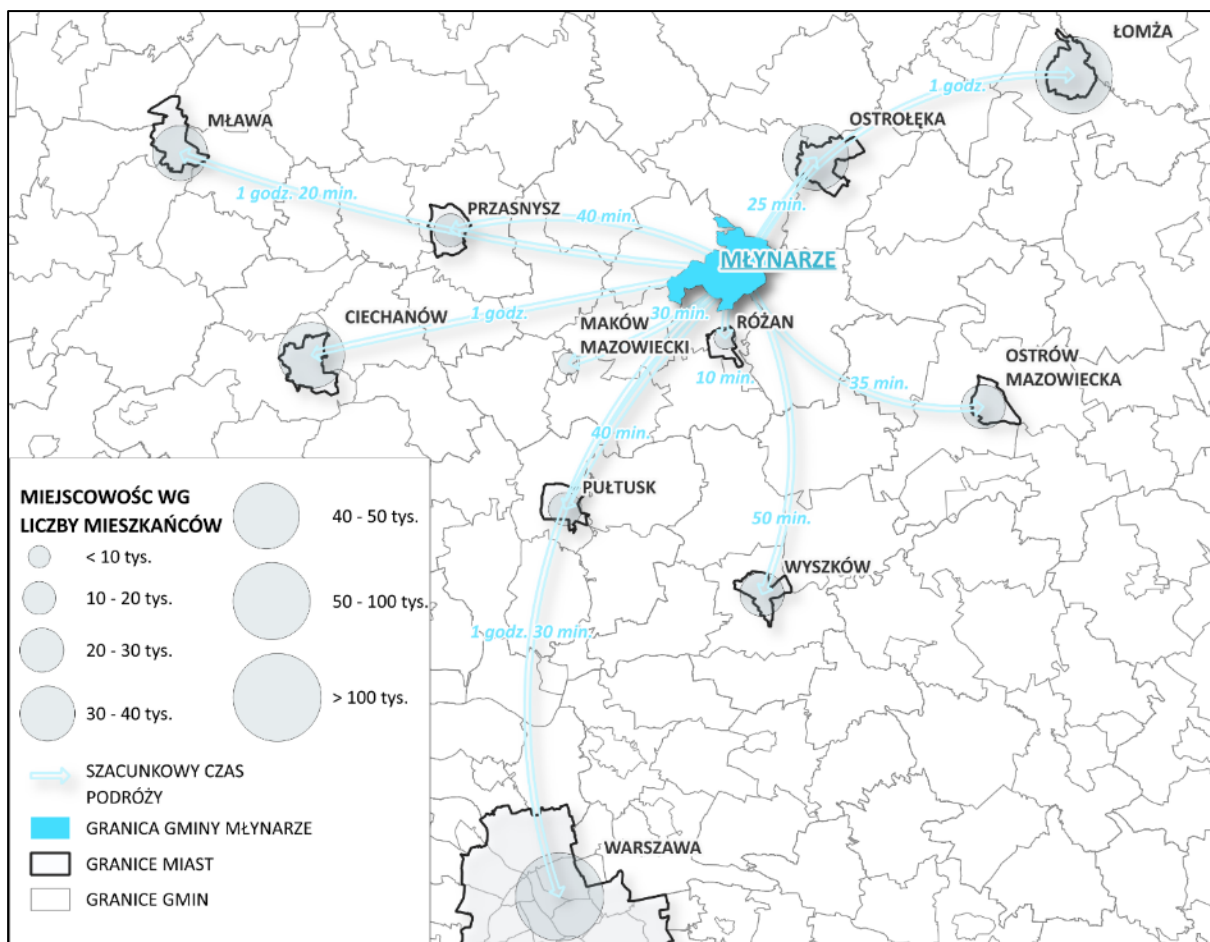 ŁOMŻA
1 godz.
OSTROŁĘKA
MŁAWA
1 godz. 20 min.
PRZASNYSZ
40 min.
25 min.
MŁYNARZE
CIECHANÓW
1 godz.
30 min.
MAKÓW
MAZOWIECKI
RÓŻAN
10 min.
35 min.
OSTRÓW
MAZOWIECKA
40 min.
PUŁTUSK
50 min.
WYSZKÓW
1 godz. 30 min.
WARSZAWA
MIEJSCOWOŚC WG
LICZBY MIESZKAŃCÓW
< 10 tys.
10 - 20 tys.
20 - 30 tys.
30 - 40 tys.
40 - 50 tys.
50 - 100 tys.
> 100 tys.
SZACUNKOWY CZAS
PODRÓŻY
GRANICA GMINY MŁYNARZE
GRANICE MIAST
GRANICE GMIN